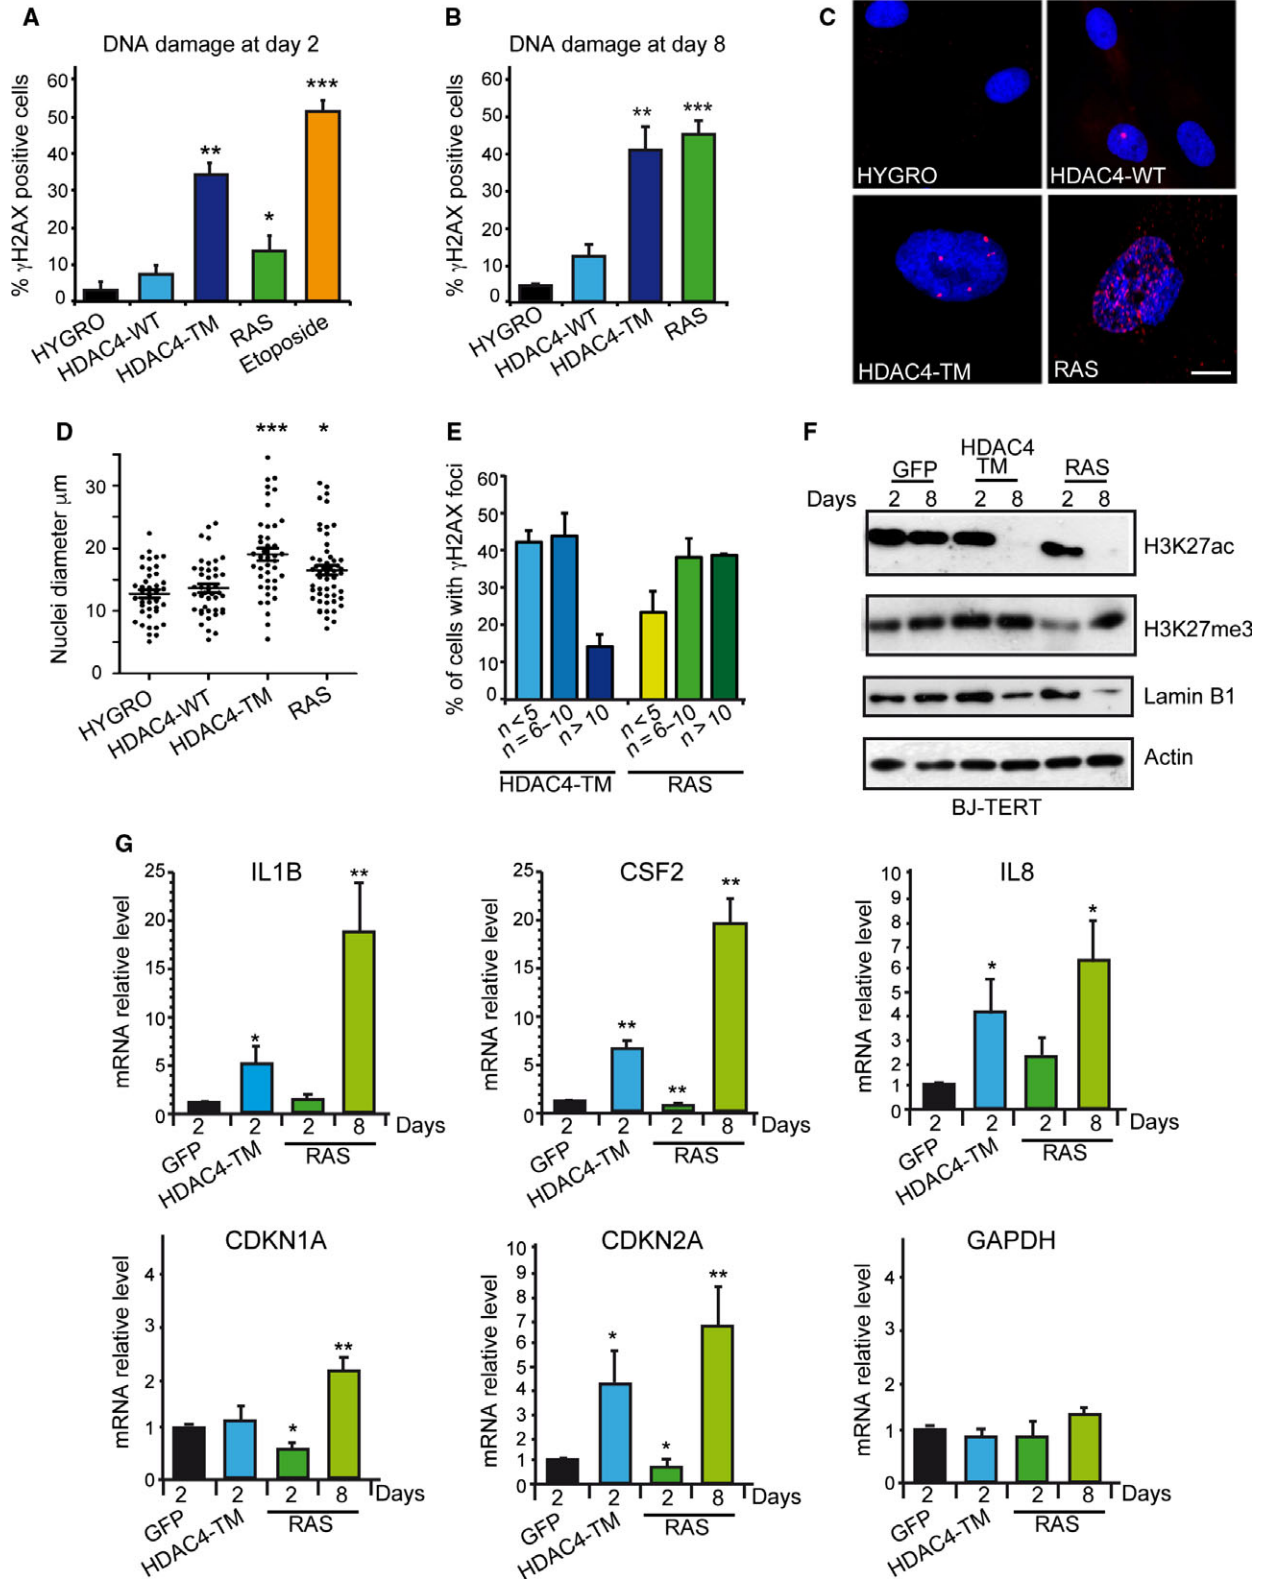 A
DNA damage at day 2
% γH2AX positive cells
60
50
40
30
20
10
0
**
*
***
HYGRO
HDAC4-WT
HDAC4-TM
RAS
Etoposide
B
DNA damage at day 8
% γH2AX positive cells
60
50
40
30
20
10
0
**
***
HYGRO
HDAC4-WT
HDAC4-TM
RAS
C
HYGRO
HDAC4-WT
HDAC4-TM
RAS
D
*** *
Nuclei diameter μm
30
20
10
0
HYGRO
HDAC4-WT
HDAC4-TM
RAS
E
% of cells with γH2AX foci
60
50
40
30
20
10
0
n < 5
n = 6–10
n > 10
n < 5
n = 6–10
n > 10
HDAC4-TM
RAS
F
GFP
HDAC4
TM
RAS
Days 2 8 2 8 2 8
H3K27ac
H3K27me3
Lamin B1
Actin
BJ-TERT
G
IL1B
mRNA relative level
25
20
15
10
5
0
*
**
2 2 2 8 Days
GFP
HDAC4-TM
RAS
CSF2
mRNA relative level
25
20
15
10
5
0
**
**
**
2 2 2 8 Days
GFP
HDAC4-TM
RAS
IL8
mRNA relative level
10
9
8
7
6
5
4
3
2
1
0
*
*
2 2 2 8 Days
GFP
HDAC4-TM
RAS
CDKN1A
mRNA relative level
4
3
2
1
0
*
**
2 2 2 8 Days
GFP
HDAC4-TM
RAS
CDKN2A
mRNA relative level
10
9
8
7
6
5
4
3
2
1
0
*
*
**
2 2 2 8 Days
GFP
HDAC4-TM
RAS
GAPDH
mRNA relative level
4
3
2
1
0
2 2 2 8 Days
GFP
HDAC4-TM
RAS